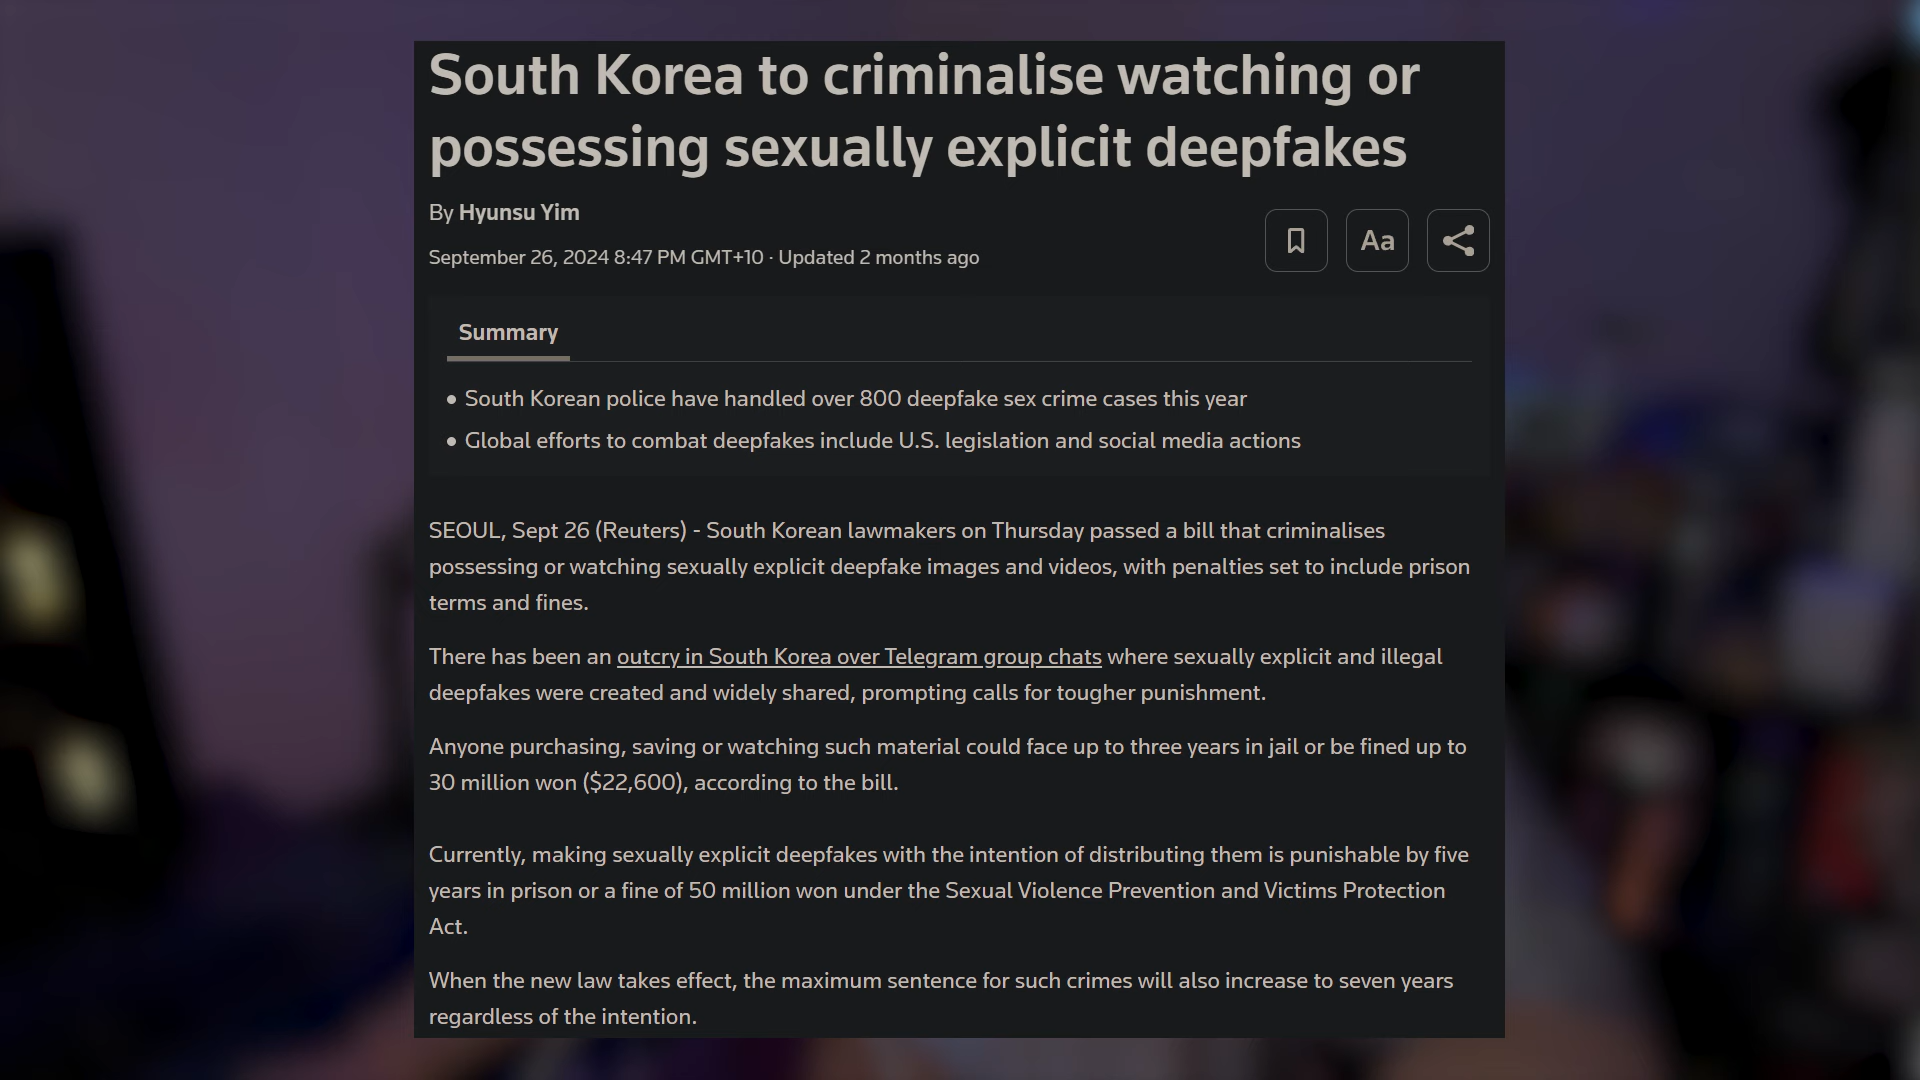 South Korea to criminalise watching or
possessing sexually explicit deepfakes
By Hyunsu Yim
September 26, 2024 8:47 PM GMT+10 · Updated 2 months ago
Aa
Summary
• South Korean police have handled over 800 deepfake sex crime cases this year
• Global efforts to combat deepfakes include U.S. legislation and social media actions
SEOUL, Sept 26 (Reuters) - South Korean lawmakers on Thursday passed a bill that criminalises
possessing or watching sexually explicit deepfake images and videos, with penalties set to include prison
terms and fines.
There has been an outcry in South Korea over Telegram group chats where sexually explicit and illegal
deepfakes were created and widely shared, prompting calls for tougher punishment.
Anyone purchasing, saving or watching such material could face up to three years in jail or be fined up to
30 million won ($22,600), according to the bill.
Currently, making sexually explicit deepfakes with the intention of distributing them is punishable by five
years in prison or a fine of 50 million won under the Sexual Violence Prevention and Victims Protection
Act.
When the new law takes effect, the maximum sentence for such crimes will also increase to seven years
regardless of the intention.